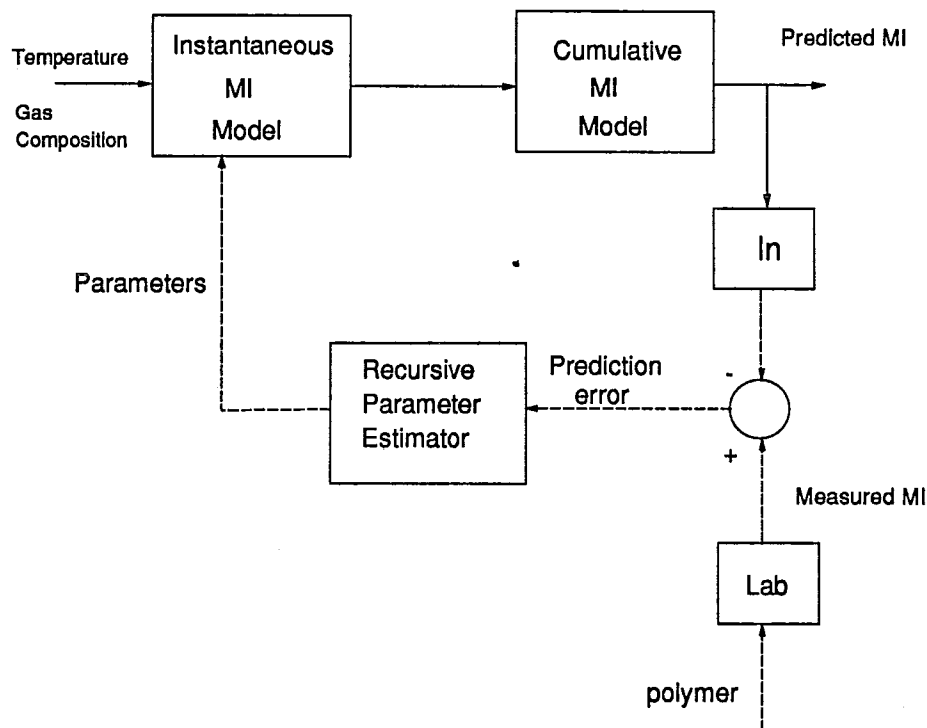 Temperature
Gas
Composition
Instantaneous
MI
Model
Cumulative
MI
Model
Predicted MI
In
Parameters
Recursive
Parameter
Estimator
Prediction
error
-
+
Measured MI
Lab
polymer